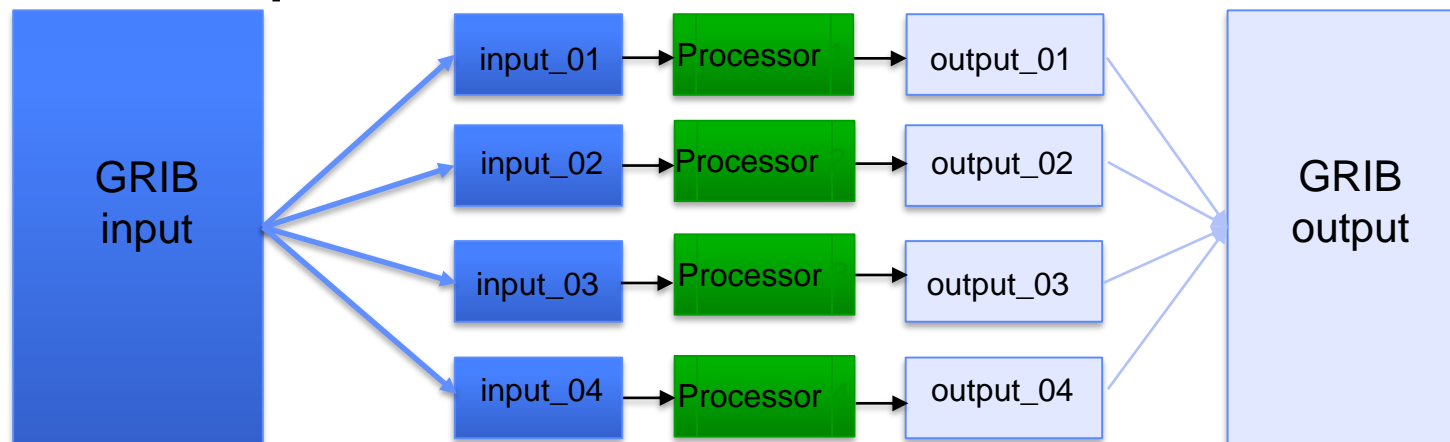 GRIB
input
input_01
Processor
output_01
input_02
Processor
output_02
input_03
Processor
output_03
input_04
Processor
output_04
GRIB
output